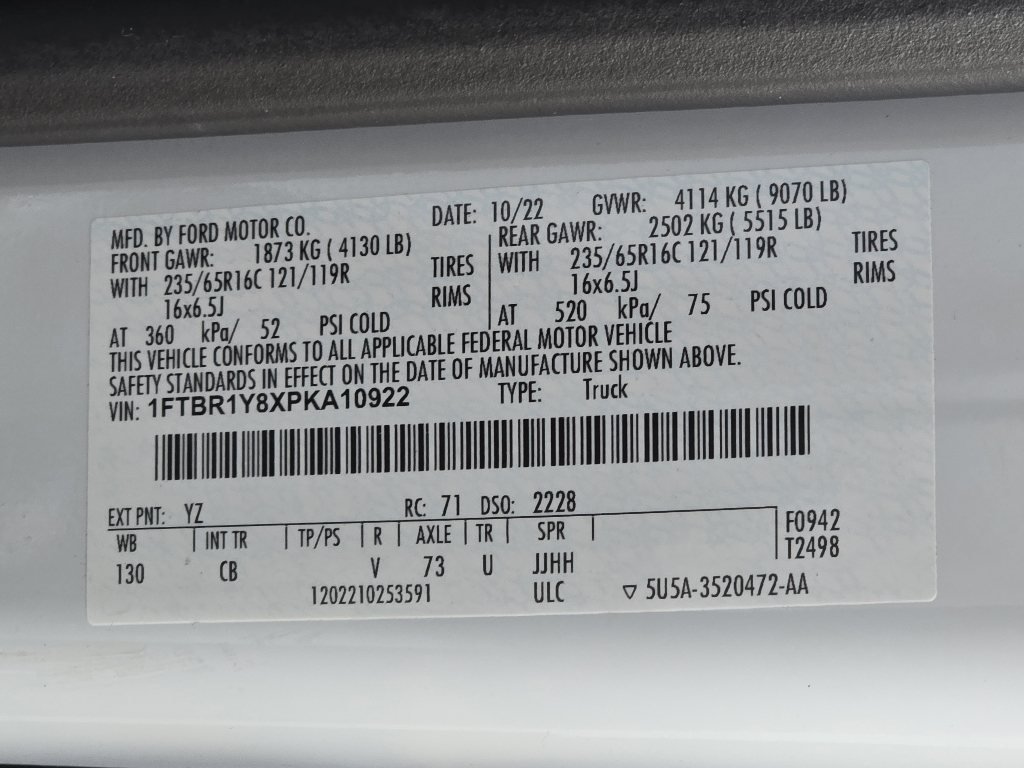 MFD. BY FORD MOTOR CO. DATE: 10/22 GVWR: 4114 KG ( 9070 LB)
FRONT GAWR: 1873 KG ( 4130 LB) REAR GAWR: 2502 KG ( 5515 LB)
WITH 235/65R16C 121/119R TIRES WITH 235/65R16C 121/119R TIRES
16x6.5J RIMS 16x6.5J RIMS
AT 360 kPa/ 52 PSI COLD AT 520 kPa/ 75 PSI COLD
THIS VEHICLE CONFORMS TO ALL APPLICABLE FEDERAL MOTOR VEHICLE
SAFETY STANDARDS IN EFFECT ON THE DATE OF MANUFACTURE SHOWN ABOVE.
VIN: 1FTBR1Y8XPKA10922 TYPE: Truck
EXT PNT: YZ RC: 71 DSO: 2228
WB INT TR TP/PS R AXLE TR SPR F0942
130 CB V 73 U JJHH T2498
1202210253591 ULC ▽ 5U5A-3520472-AA